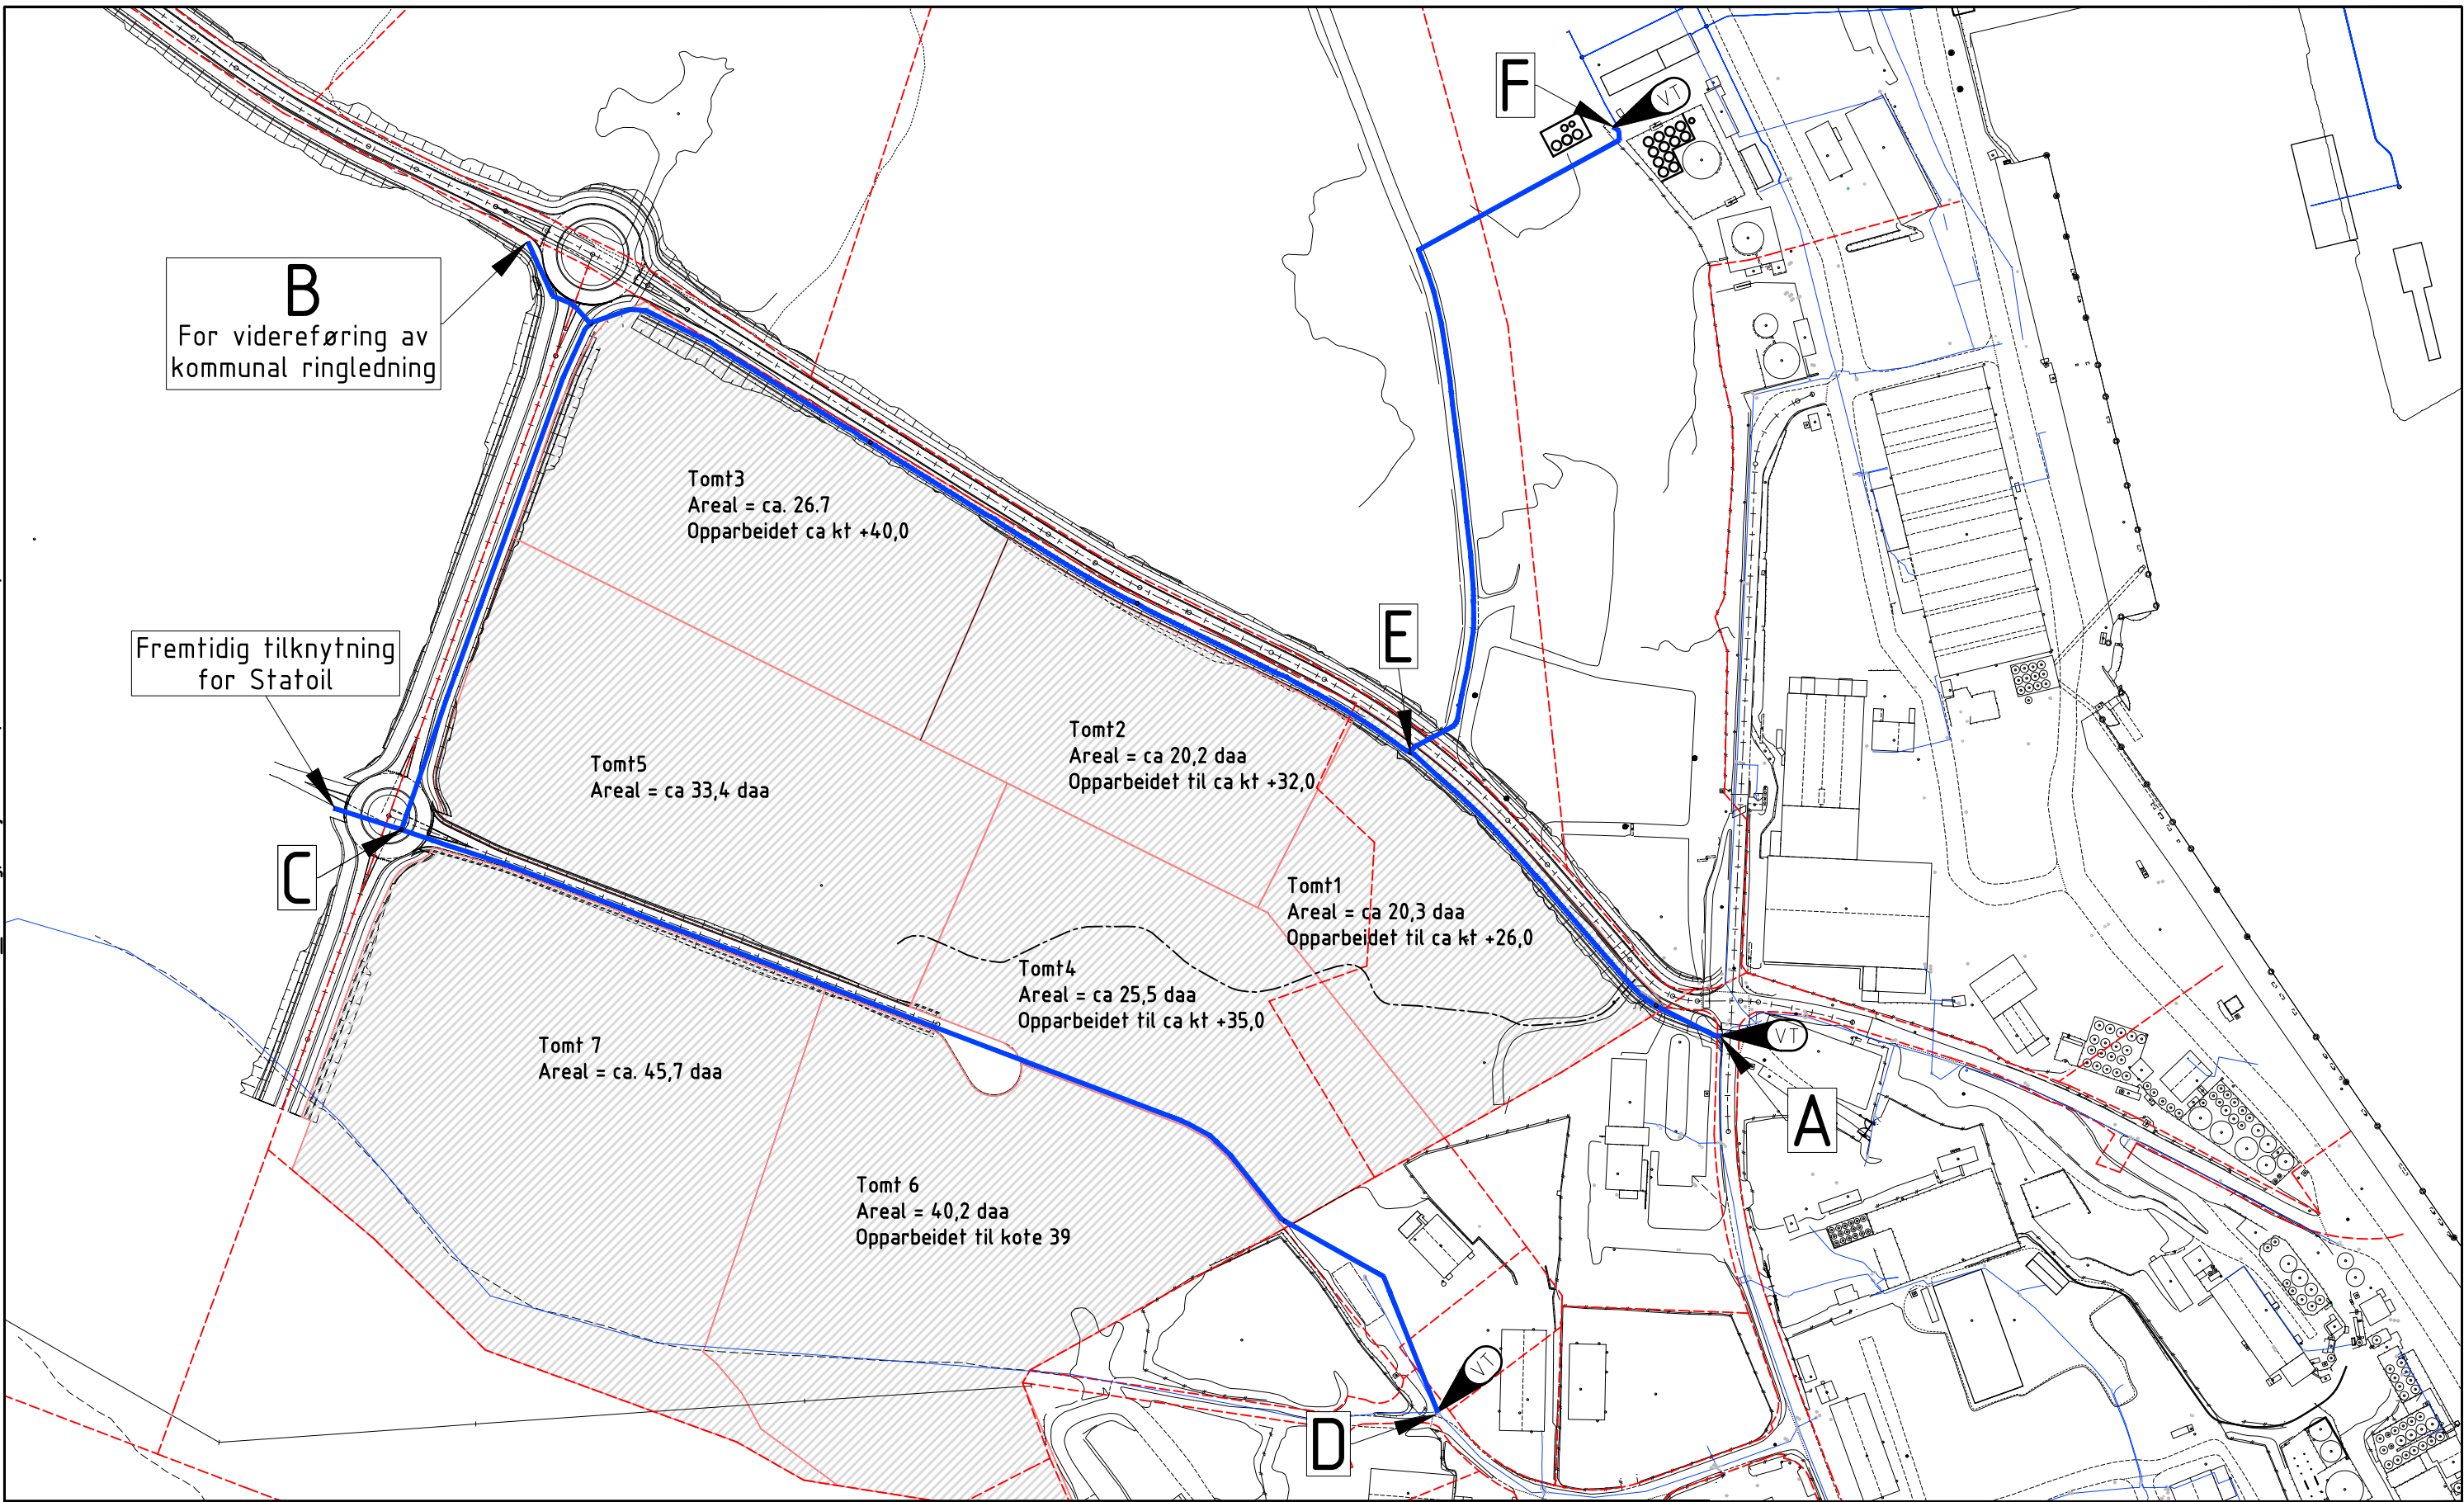 F
VT
B
For videreføring av
kommunal ringledning
Tomt3
Areal = ca. 26.7
Opparbeidet ca kt +40,0
E
Fremtidig tilknytning
for Statoil
Tomt2
Areal = ca 20,2 daa
Opparbeidet til ca kt +32,0
Tomt5
Areal = ca 33,4 daa
C
Tomt1
Areal = ca 20,3 daa
Opparbeidet til ca kt +26,0
Tomt4
Areal = ca 25,5 daa
Opparbeidet til ca kt +35,0
VT
A
Tomt 7
Areal = ca. 45,7 daa
Tomt 6
Areal = 40,2 daa
Opparbeidet til kote 39
VT
D